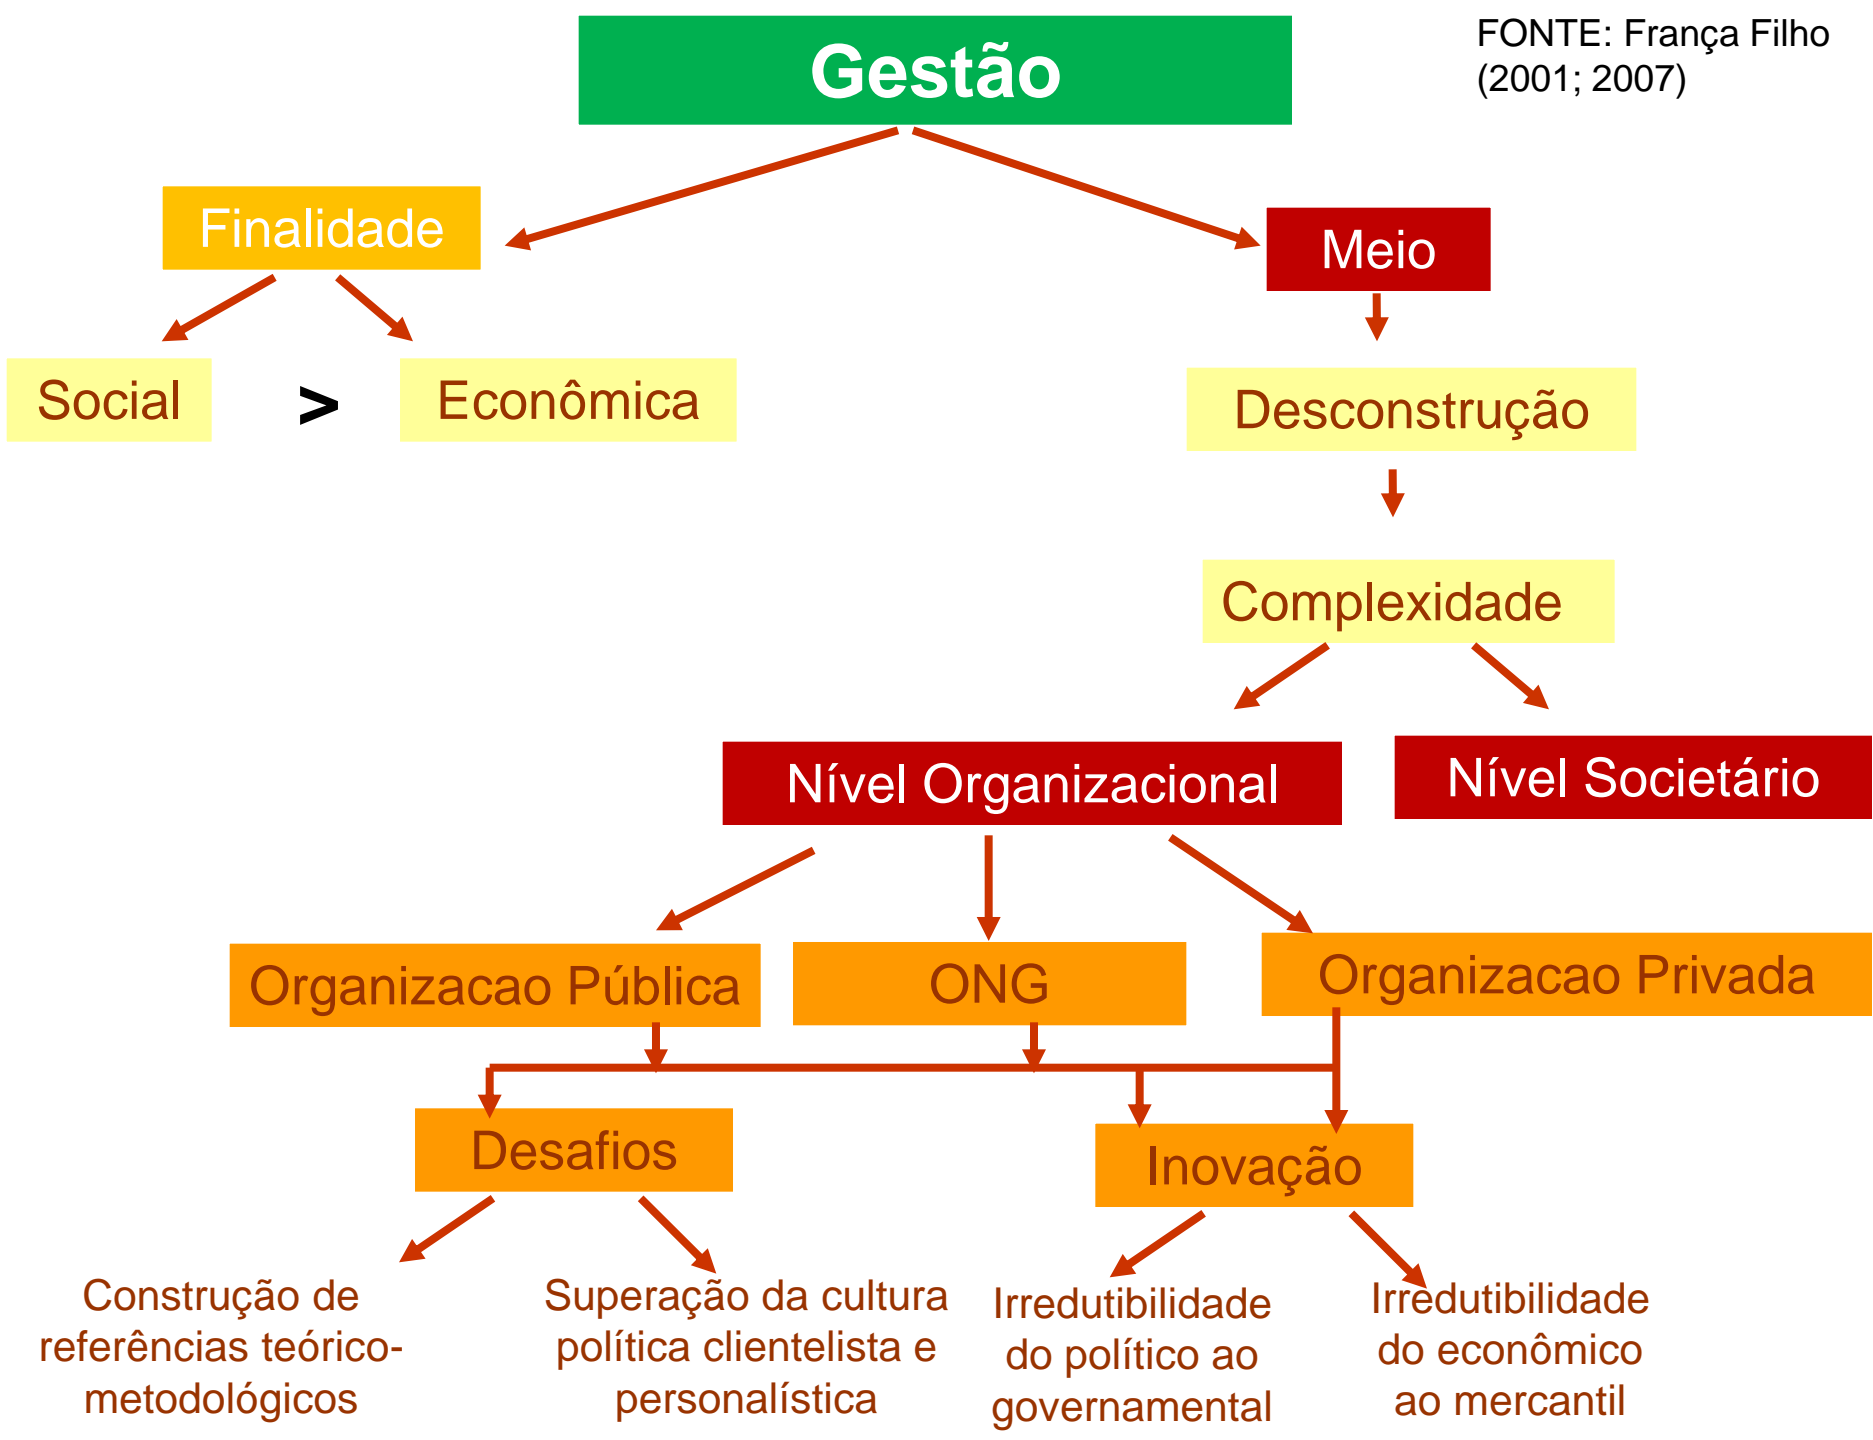 Gestão
FONTE: França Filho
(2001; 2007)
Finalidade
Meio
Social
>
Econômica
Desconstrução
Complexidade
Nível Organizacional
Nível Societário
Organizacao Pública
ONG
Organizacao Privada
Desafios
Inovação
Construção de
referências teórico-
metodológicos
Superação da cultura
política clientelista e
personalística
Irredutibilidade
do político ao
governamental
Irredutibilidade
do econômico
ao mercantil